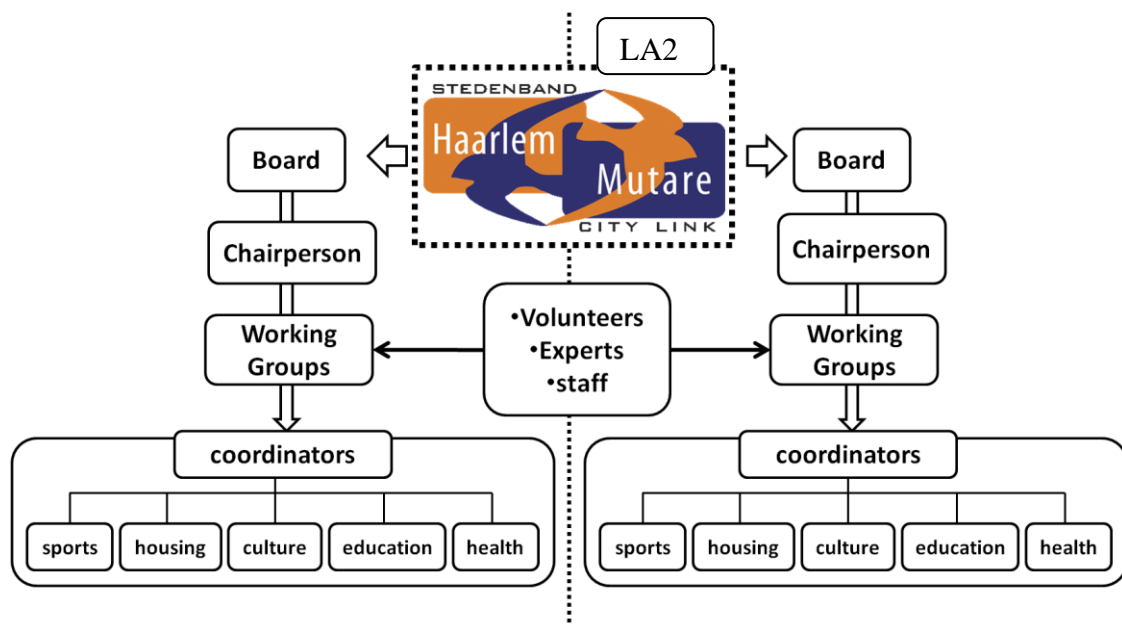 LA2
STEDENBAND
Haarlem
Mutare
CITY LINK
Board
Chairperson
Working
Groups
•Volunteers
•Experts
•staff
Board
Chairperson
Working
Groups
coordinators
sports housing culture education health
coordinators
sports housing culture education health